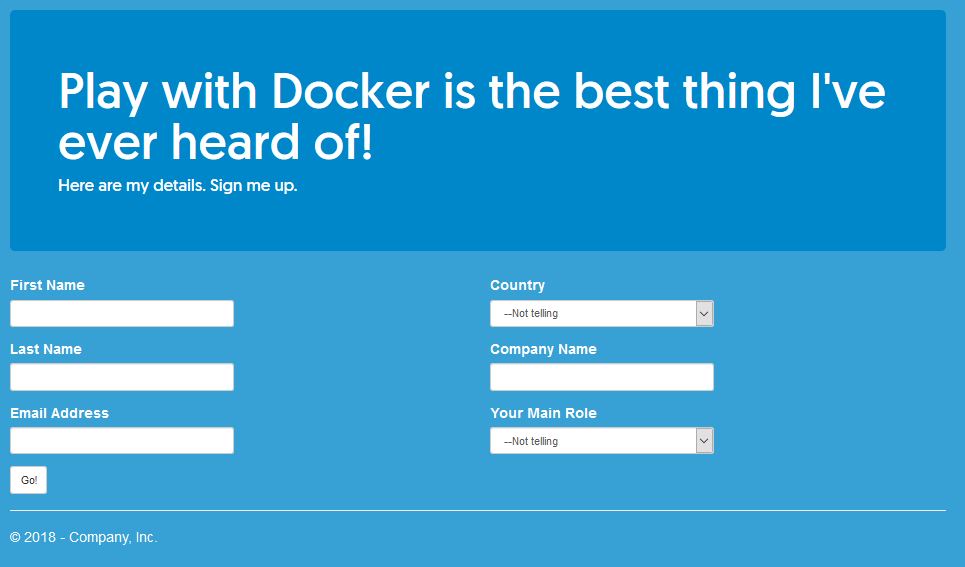 Play with Docker is the best thing I've
ever heard of!
Here are my details. Sign me up.
First Name
Country
--Not telling
Last Name
Company Name
Email Address
Your Main Role
--Not telling
Go!
© 2018 - Company, Inc.